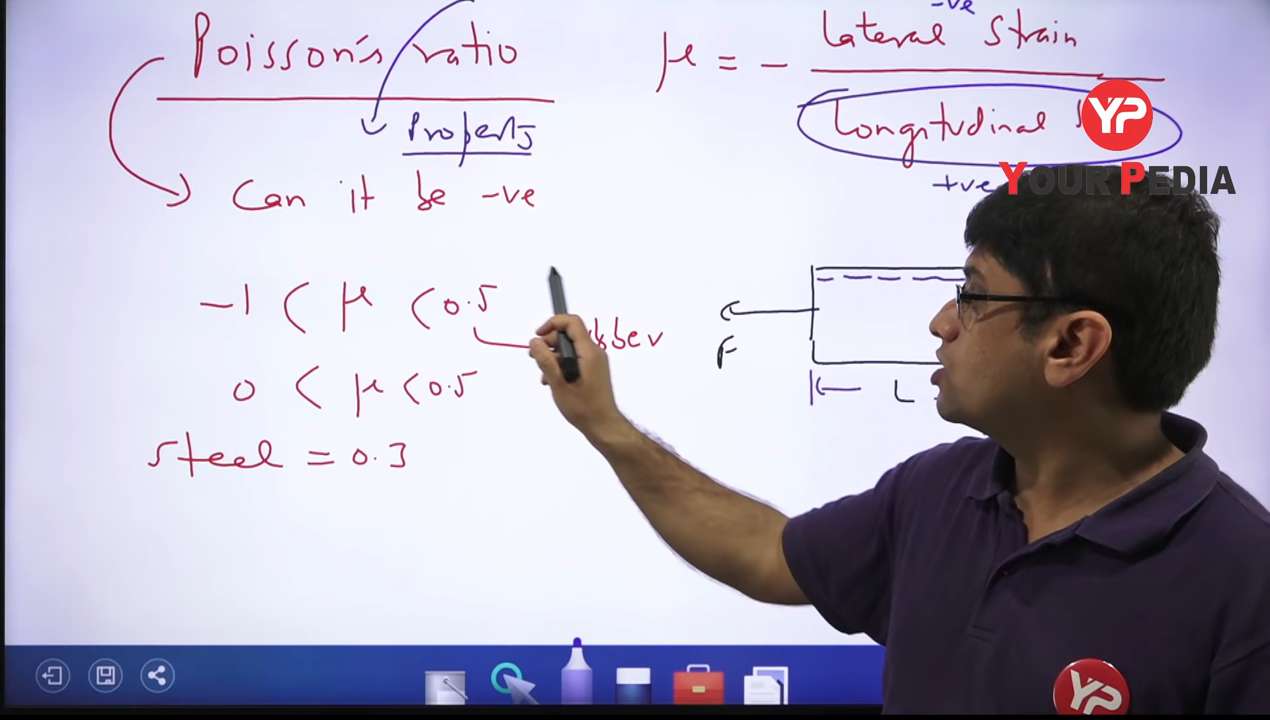 Poisson's ratio
Property
Can it be -ve
-1 < μ < 0.5
0 < μ < 0.5
steel = 0.3
-ve
μ = - lateral strain
longitudinal
+ve
F
L
YP
YOUR PEDIA
YP